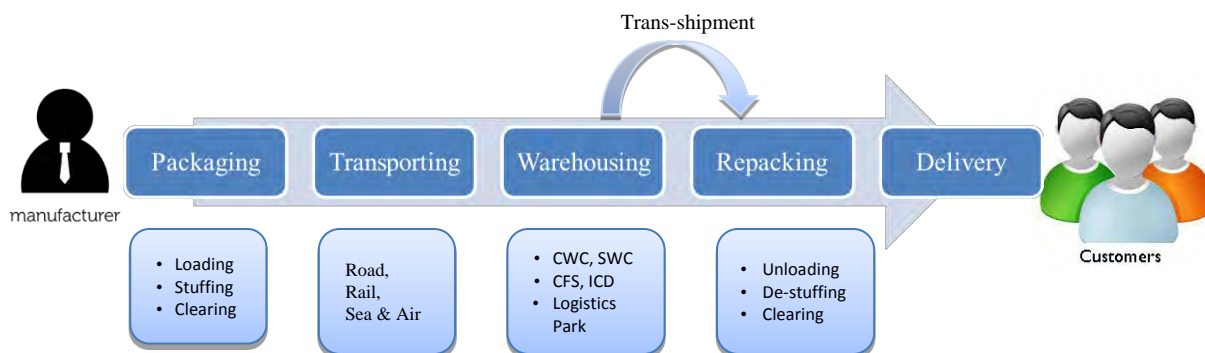 Trans-shipment
manufacturer
Packaging
Transporting
Warehousing
Repacking
Delivery
Customers
• Loading
• Stuffing
• Clearing
Road,
Rail,
Sea & Air
• CWC, SWC
• CFS, ICD
• Logistics
Park
• Unloading
• De-stuffing
• Clearing